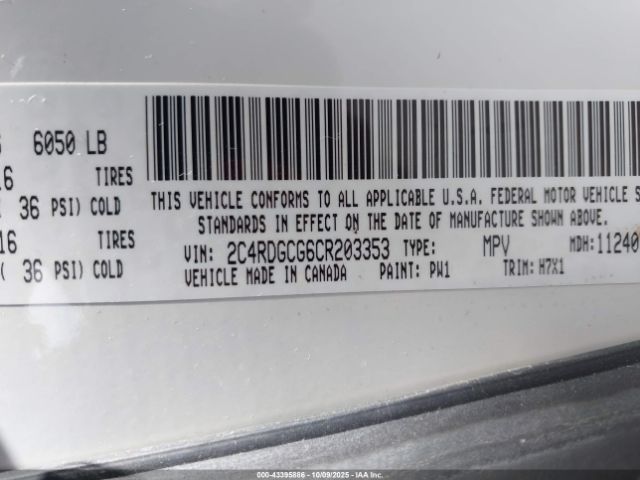 6050 LB
16 TIRES
36 PSI) COLD
16 TIRES
36 PSI) COLD
THIS VEHICLE CONFORMS TO ALL APPLICABLE U.S.A. FEDERAL MOTOR VEHICLE S
STANDARDS IN EFFECT ON THE DATE OF MANUFACTURE SHOWN ABOVE.
VIN: 2C4RDGCG6CR203353 TYPE: MPV MDH: 11240
VEHICLE MADE IN CANADA PAINT: PW1 TRIM: H7X1
000-43395886 - 10/09/2025 - IAA Inc.